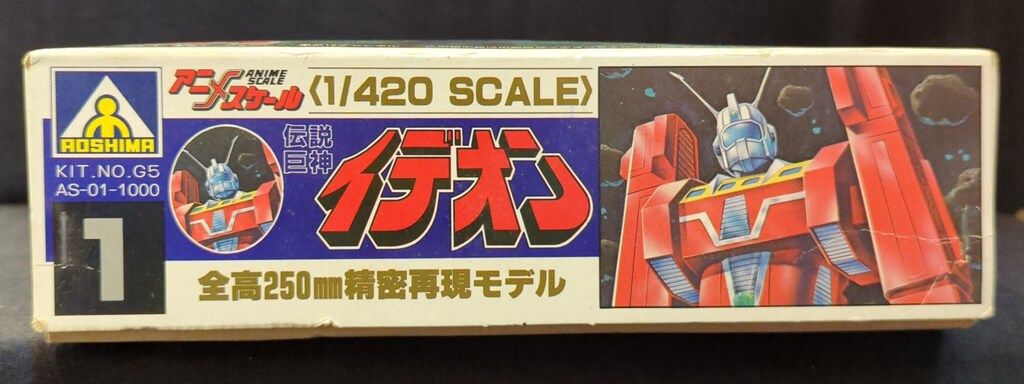 AOSHIMA
KIT.NO.G5
AS-01-1000
1
アニメスケール
ANIME
SCALE
〈1/420 SCALE〉
伝説
巨神
イデオン
全高250mm精密再現モデル